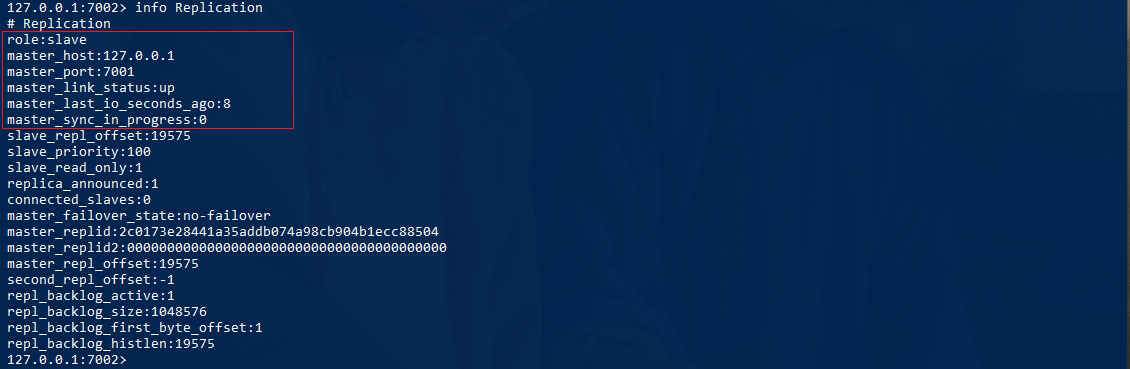 127.0.0.1:7002> info Replication
# Replication
role:slave
master_host:127.0.0.1
master_port:7001
master_link_status:up
master_last_io_seconds_ago:8
master_sync_in_progress:0
slave_repl_offset:19575
slave_priority:100
slave_read_only:1
replica_announced:1
connected_slaves:0
master_failover_state:no-failover
master_replid:2c0173e28441a35addb074a98cb904b1ecc88504
master_replid2:0000000000000000000000000000000000000000
master_repl_offset:19575
second_repl_offset:-1
repl_backlog_active:1
repl_backlog_size:1048576
repl_backlog_first_byte_offset:1
repl_backlog_histlen:19575
127.0.0.1:7002>